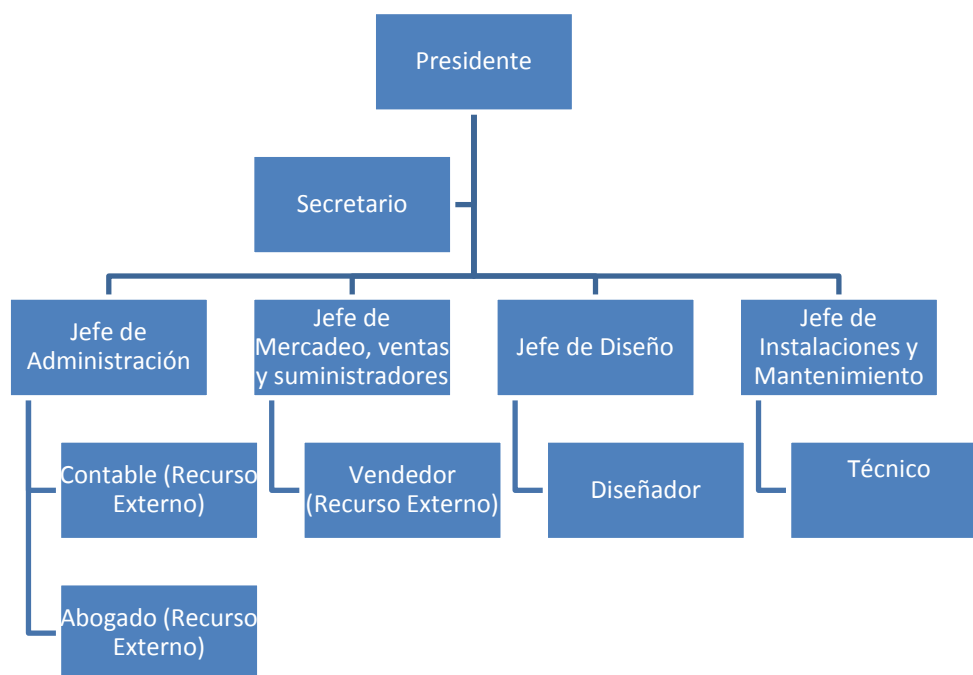 Presidente
Secretario
Jefe de
Administración
Jefe de
Mercadeo, ventas
y suministradores
Jefe de Diseño
Jefe de
Instalaciones y
Mantenimiento
Contable (Recurso
Externo)
Vendedor
(Recurso Externo)
Diseñador
Técnico
Abogado (Recurso
Externo)